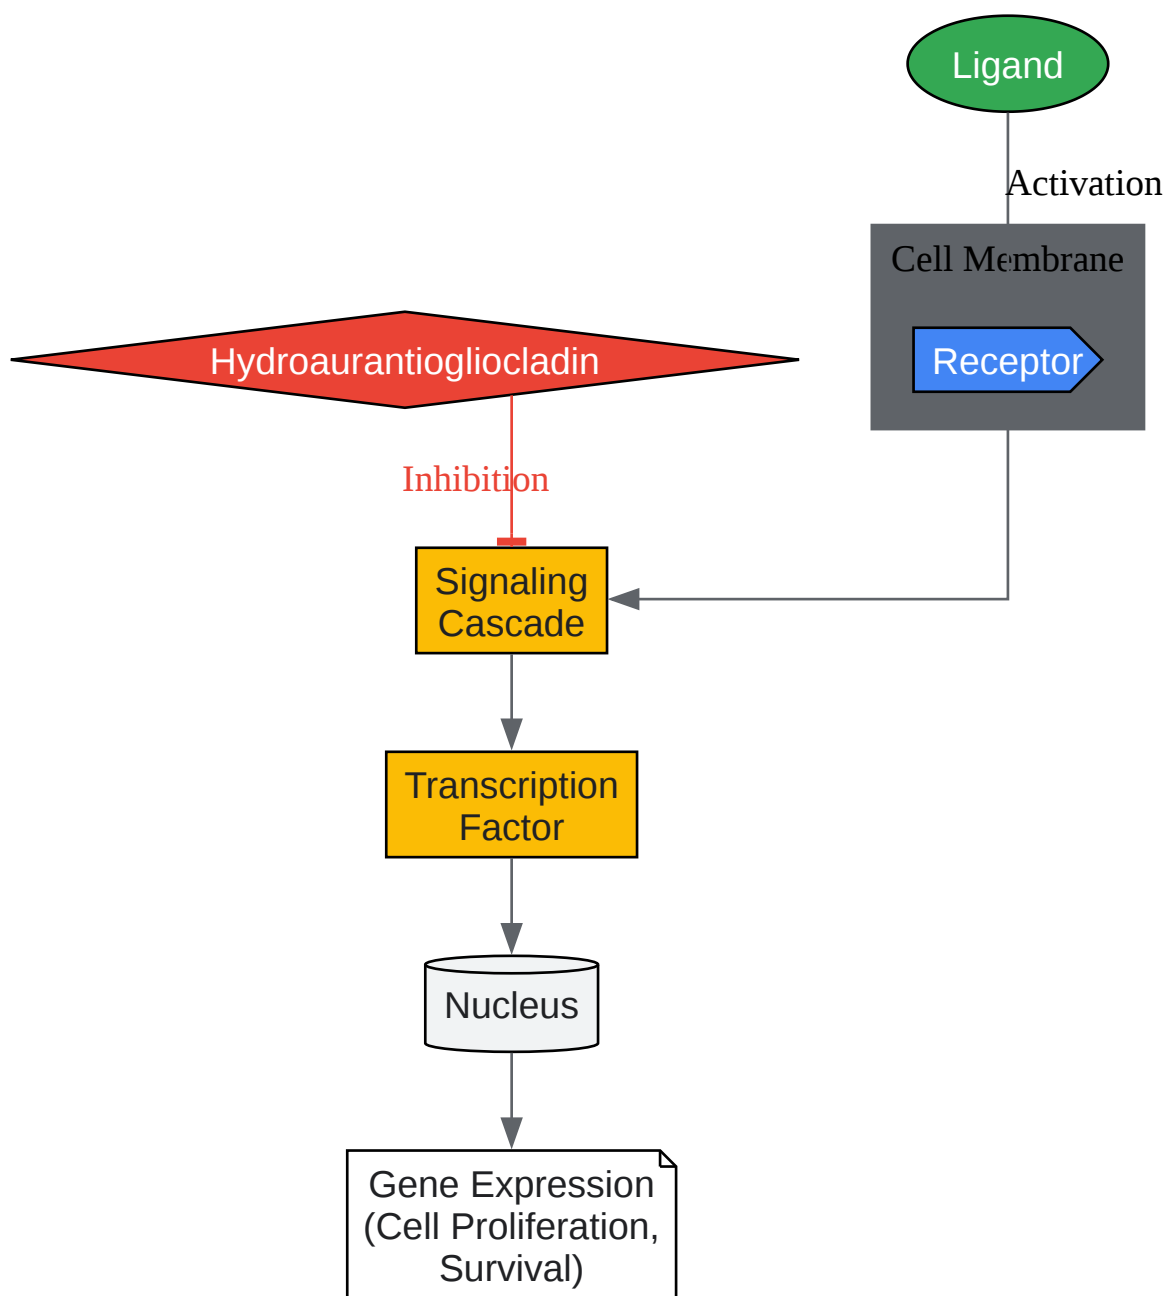 Ligand
Activation
Cell Membrane
Receptor
Hydroaurantiogliocladin
Inhibition
Signaling
Cascade
Transcription
Factor
Nucleus
Gene Expression
(Cell Proliferation,
Survival)